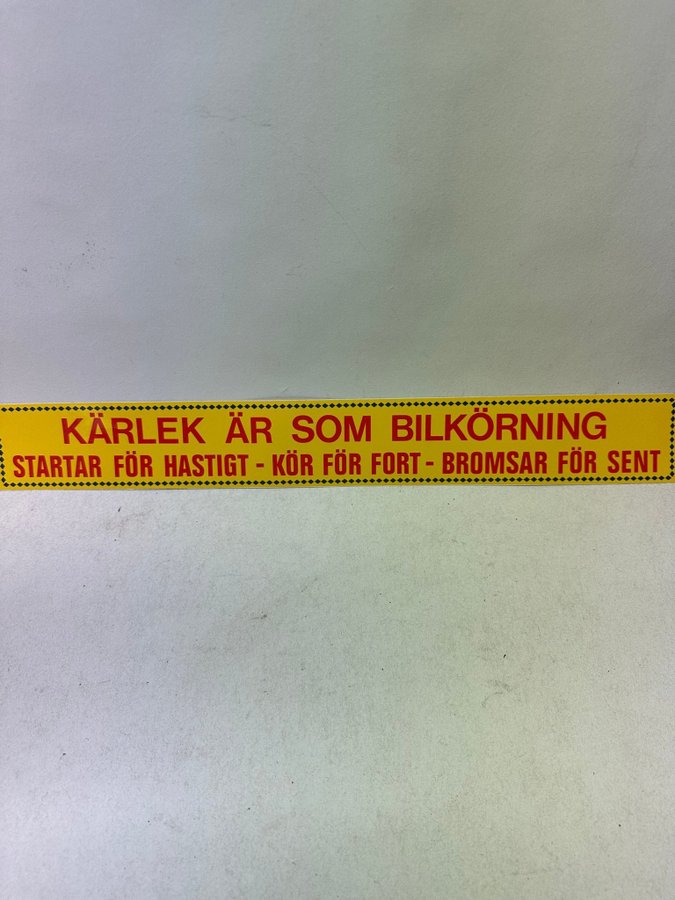 KÄRLEK ÄR SOM BILKÖRNING
STARTAR FÖR HASTIGT - KÖR FÖR FORT - BROMSAR FÖR SENT